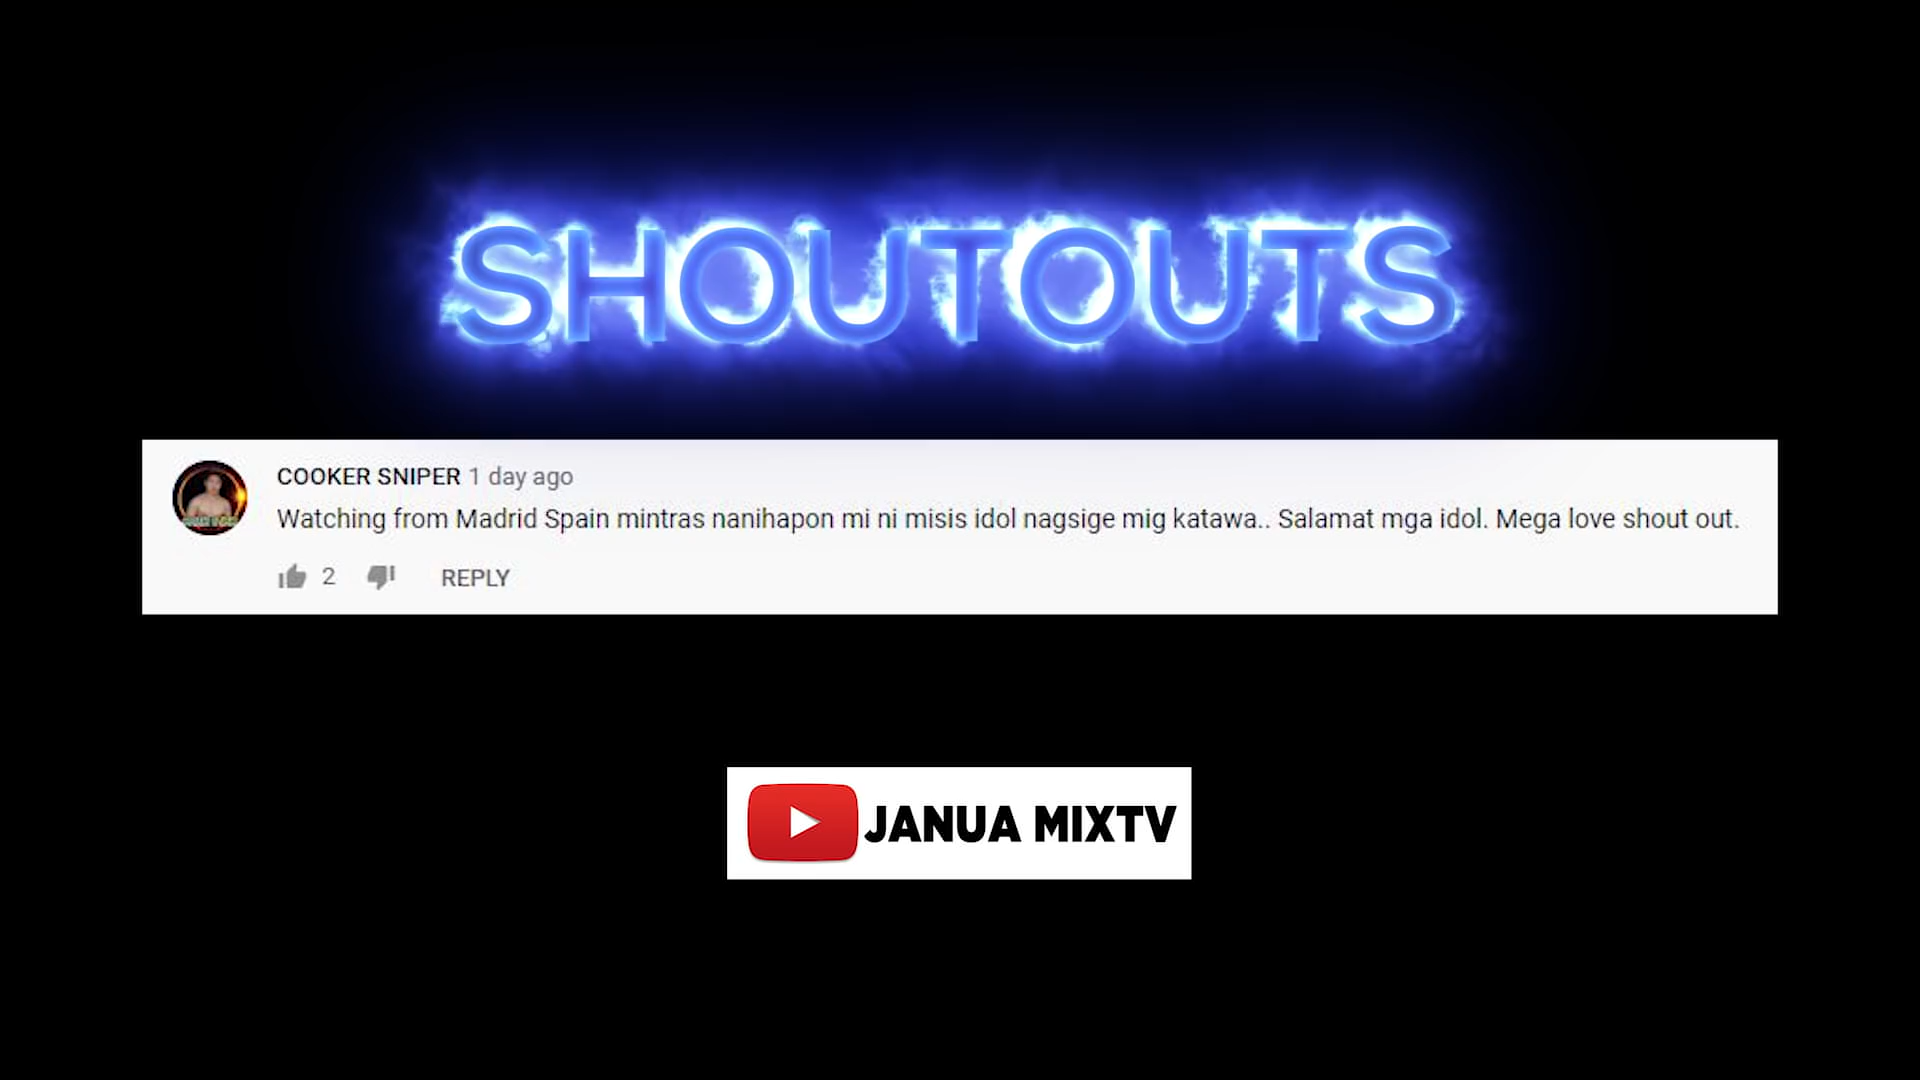 SHOUTOUTS
COOKER SNIPER 1 day ago
Watching from Madrid Spain mintras nanihapon mi ni misis idol nagsige mig katawa.. Salamat mga idol. Mega love shout out.
2 REPLY
JANUA MIXTV